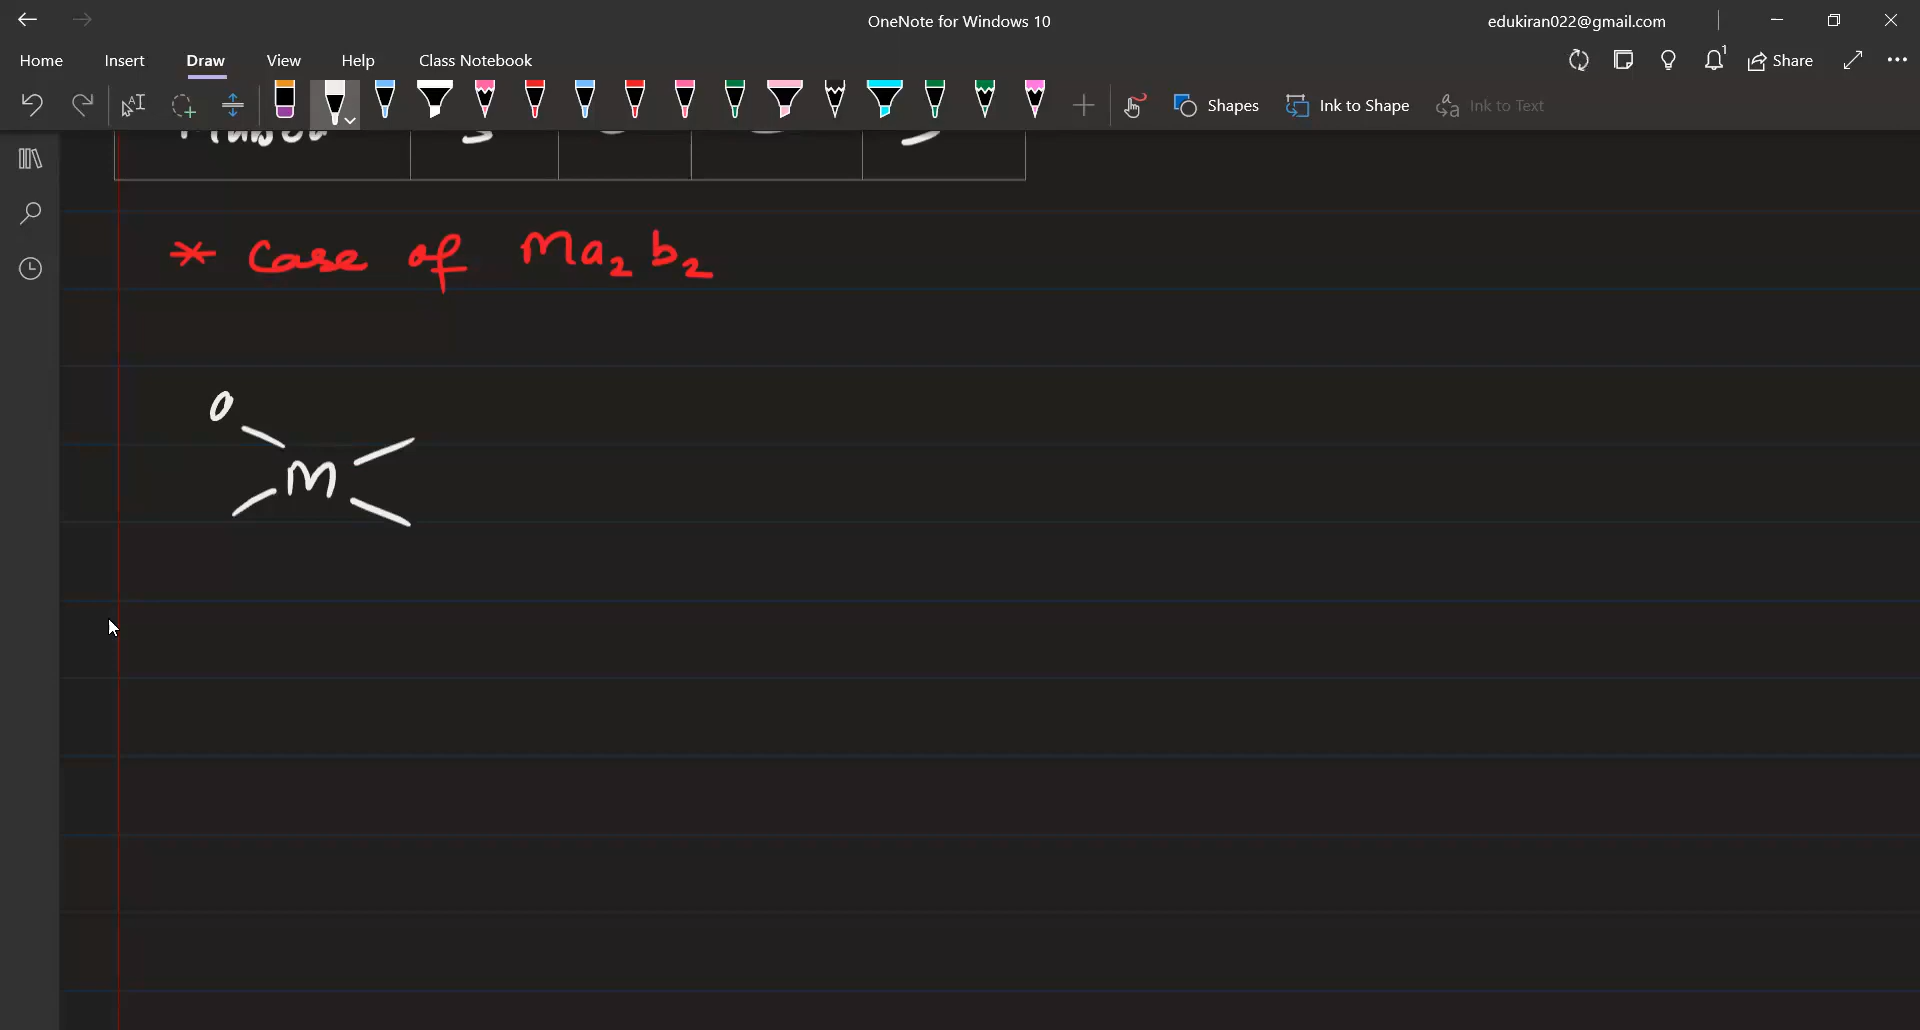 OneNote for Windows 10
edukiran022@gmail.com
Home Insert Draw View Help Class Notebook
1
Share
Shapes Ink to Shape Ink to Text
* Case of Ma₂ b₂
M